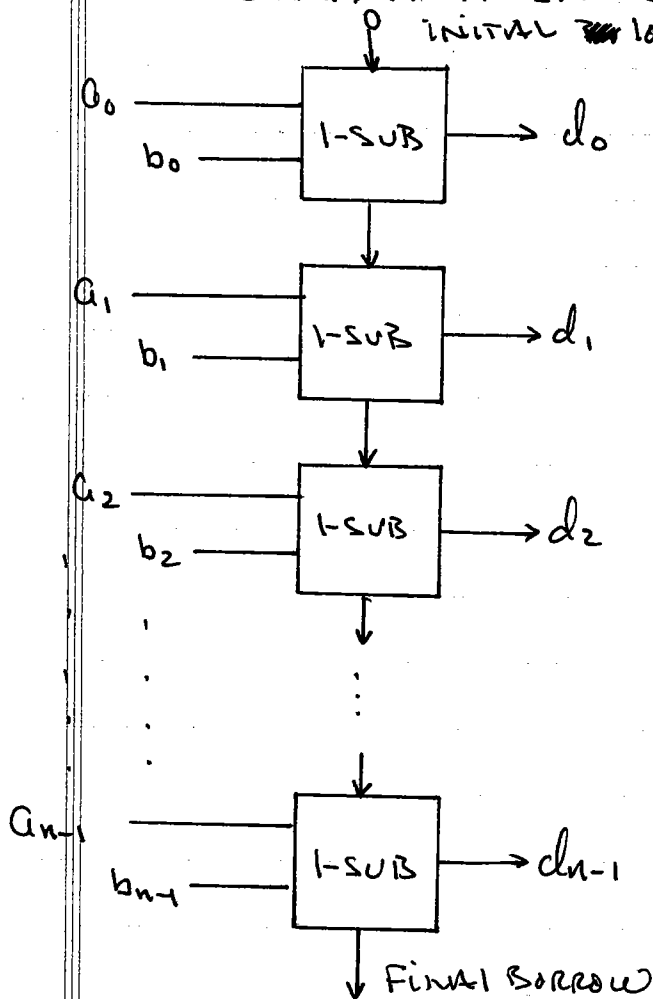 0
INITIAL
a₀
b₀
1-SUB
d₀
a₁
b₁
1-SUB
d₁
a₂
b₂
1-SUB
d₂
aₙ₋₁
bₙ₋₁
1-SUB
dₙ₋₁
FINAL BORROW